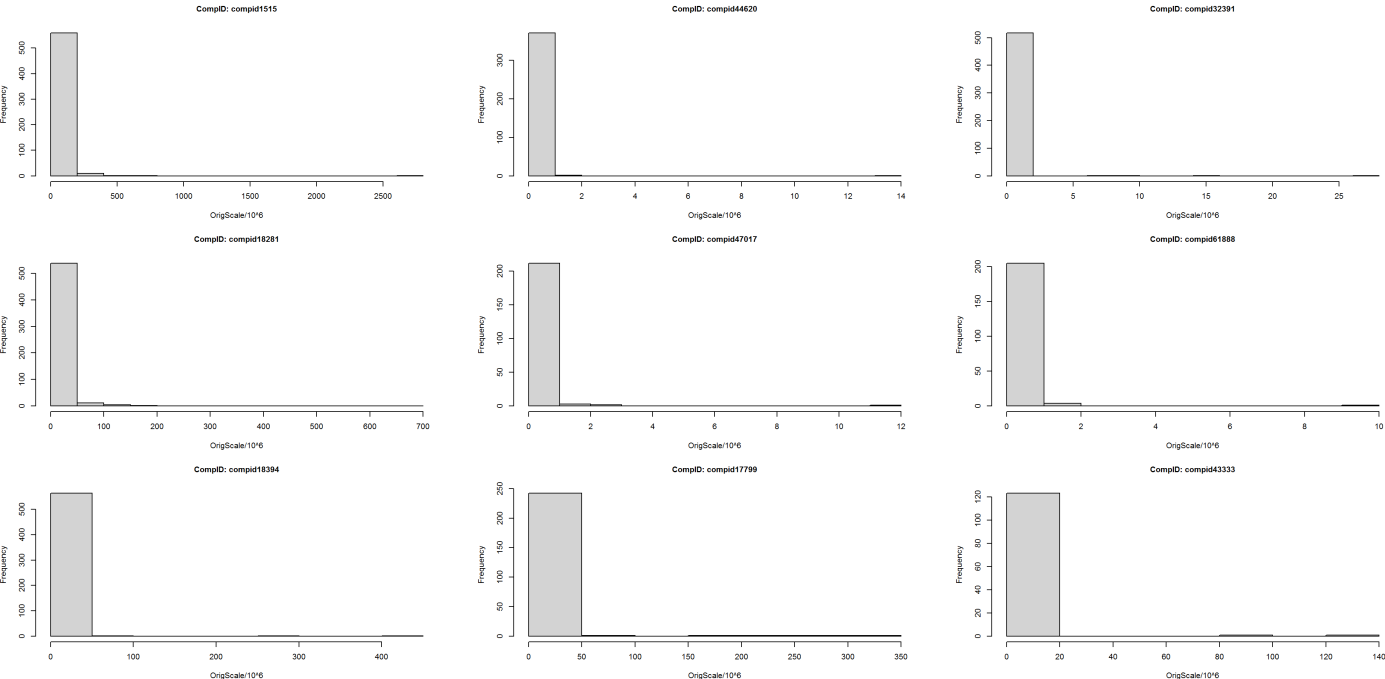 CompID: compid1515
Frequency
0 100 200 300 400 500
0 500 1000 1500 2000 2500
OrigScale/10^6
CompID: compid44620
Frequency
0 100 200 300
0 2 4 6 8 10 12 14
OrigScale/10^6
CompID: compid32391
Frequency
0 100 200 300 400 500
0 5 10 15 20 25
OrigScale/10^6
CompID: compid18281
Frequency
0 100 200 300 400 500
0 100 200 300 400 500 600 700
OrigScale/10^6
CompID: compid47017
Frequency
0 50 100 150 200
0 2 4 6 8 10 12
OrigScale/10^6
CompID: compid61888
Frequency
0 50 100 150 200
0 2 4 6 8 10
OrigScale/10^6
CompID: compid18394
Frequency
0 100 200 300 400 500
0 100 200 300 400
OrigScale/10^6
CompID: compid17799
Frequency
0 50 100 150 200 250
0 50 100 150 200 250 300 350
OrigScale/10^6
CompID: compid43333
Frequency
0 20 40 60 80 100 120
0 20 40 60 80 100 120 140
OrigScale/10^6